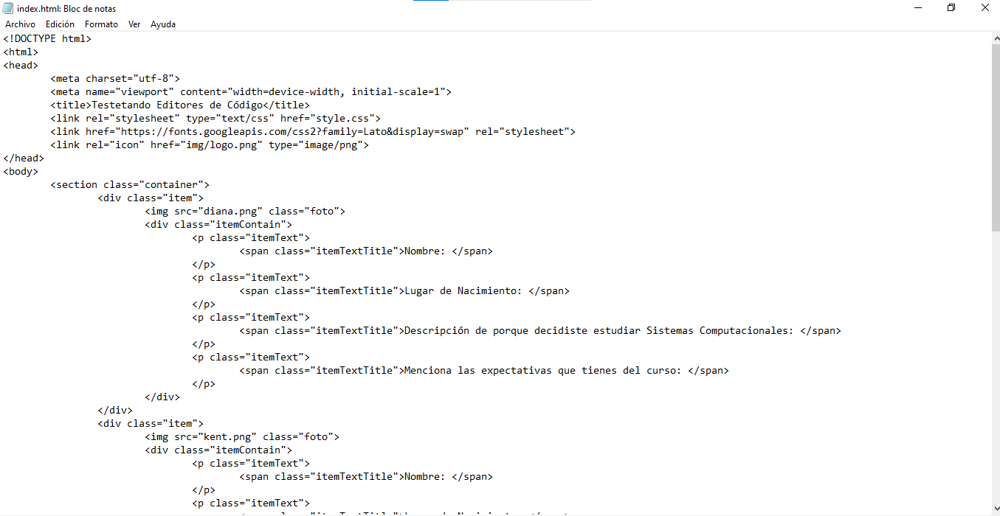 index.html: Bloc de notas
Archivo Edición Formato Ver Ayuda
<!DOCTYPE html>
<html>
<head>
<meta charset="utf-8">
<meta name="viewport" content="width=device-width, initial-scale=1">
<title>Testetando Editores de Código</title>
<link rel="stylesheet" type="text/css" href="style.css">
<link href="https://fonts.googleapis.com/css2?family=Lato&display=swap" rel="stylesheet">
<link rel="icon" href="img/logo.png" type="image/png">
</head>
<body>
<section class="container">
<div class="item">
<img src="diana.png" class="foto">
<div class="itemContain">
<p class="itemText">
<span class="itemTextTitle">Nombre: </span>
</p>
<p class="itemText">
<span class="itemTextTitle">Lugar de Nacimiento: </span>
</p>
<p class="itemText">
<span class="itemTextTitle">Descripción de porque decidiste estudiar Sistemas Computacionales: </span>
</p>
<p class="itemText">
<span class="itemTextTitle">Menciona las expectativas que tienes del curso: </span>
</p>
</div>
</div>
<div class="item">
<img src="kent.png" class="foto">
<div class="itemContain">
<p class="itemText">
<span class="itemTextTitle">Nombre: </span>
</p>
<p class="itemText">